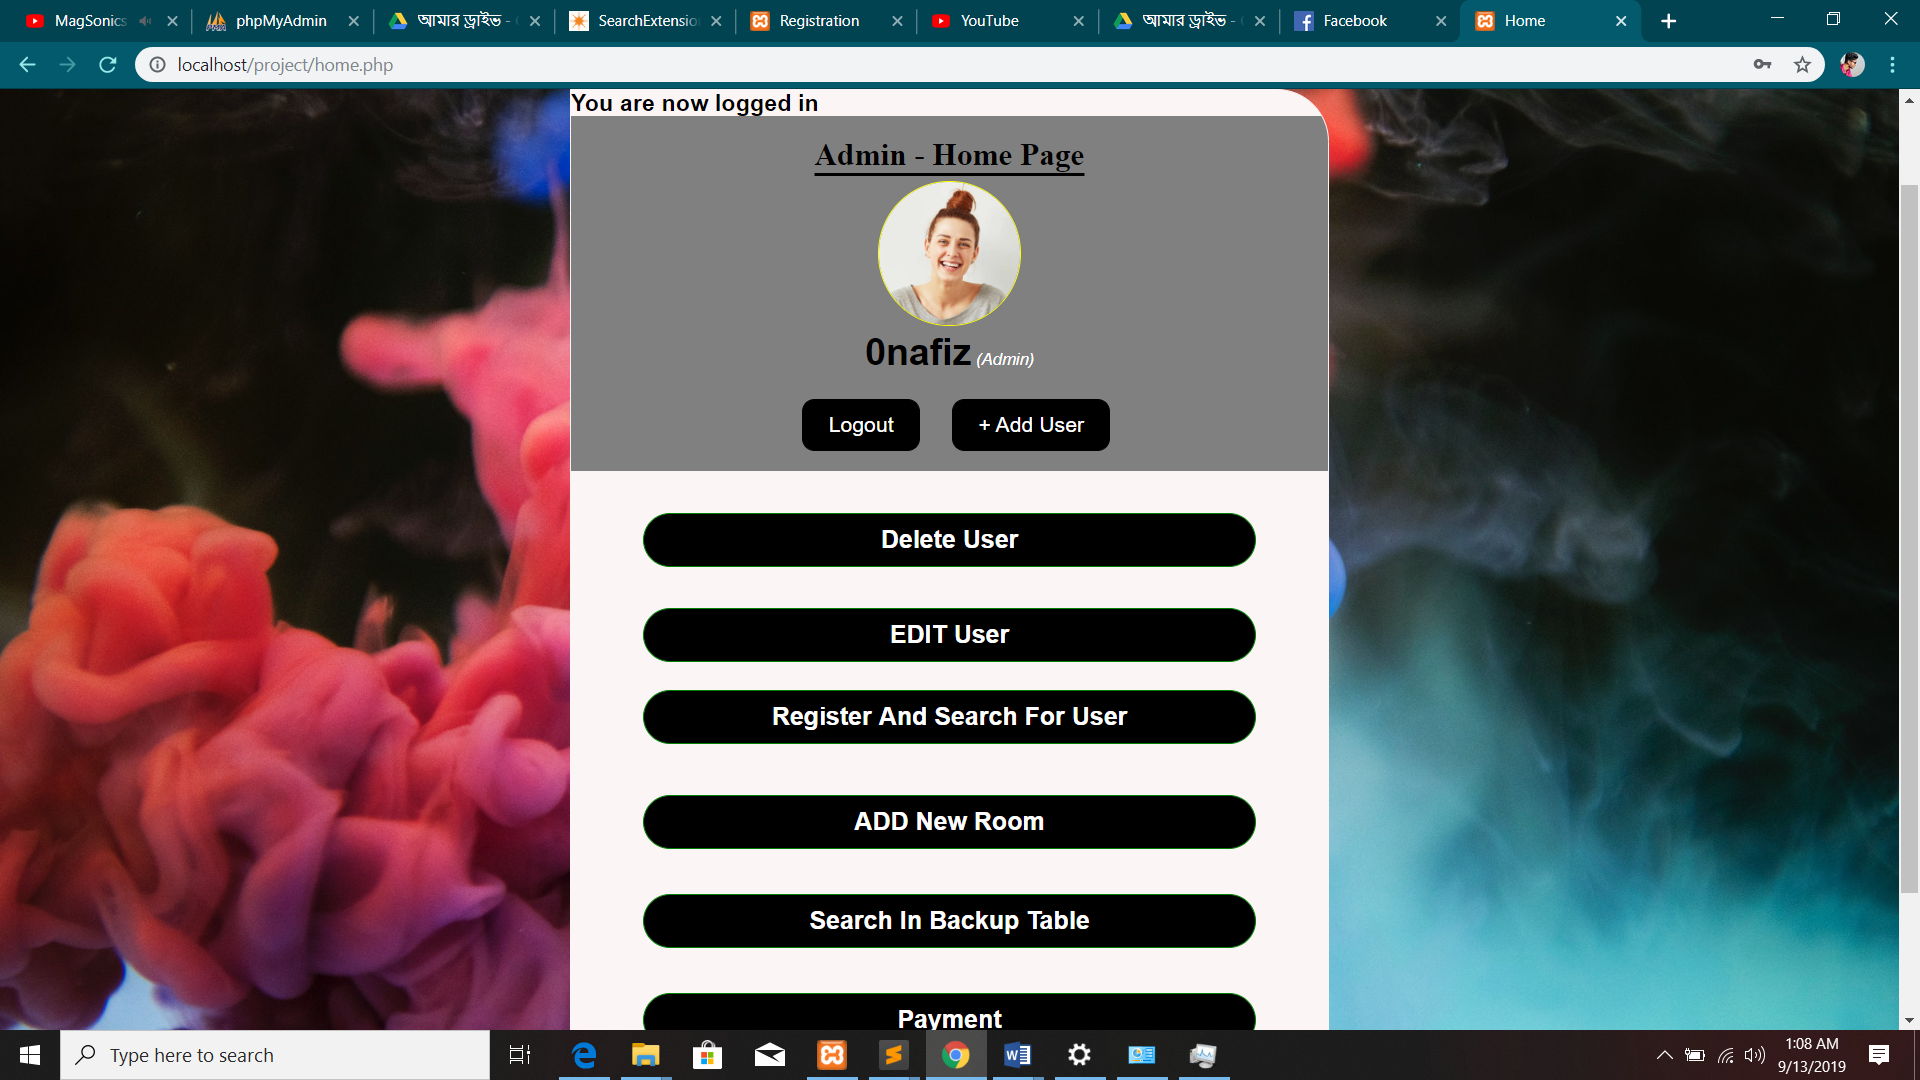 MagSonics
phpMyAdmin
আমার ড্রাইভ -
SearchExtensio
Registration
YouTube
আমার ড্রাইভ -
Facebook
Home
localhost/project/home.php
You are now logged in
Admin - Home Page
0nafiz (Admin)
Logout
+ Add User
Delete User
EDIT User
Register And Search For User
ADD New Room
Search In Backup Table
Payment
Type here to search
1:08 AM
9/13/2019